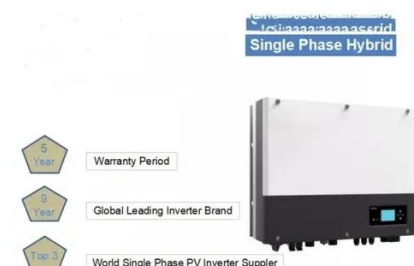 Single Phase Hybrid
5
Year
Warranty Period
9
Year
Global Leading Inverter Brand
Top 3
World Single Phase PV Inverter Suppler